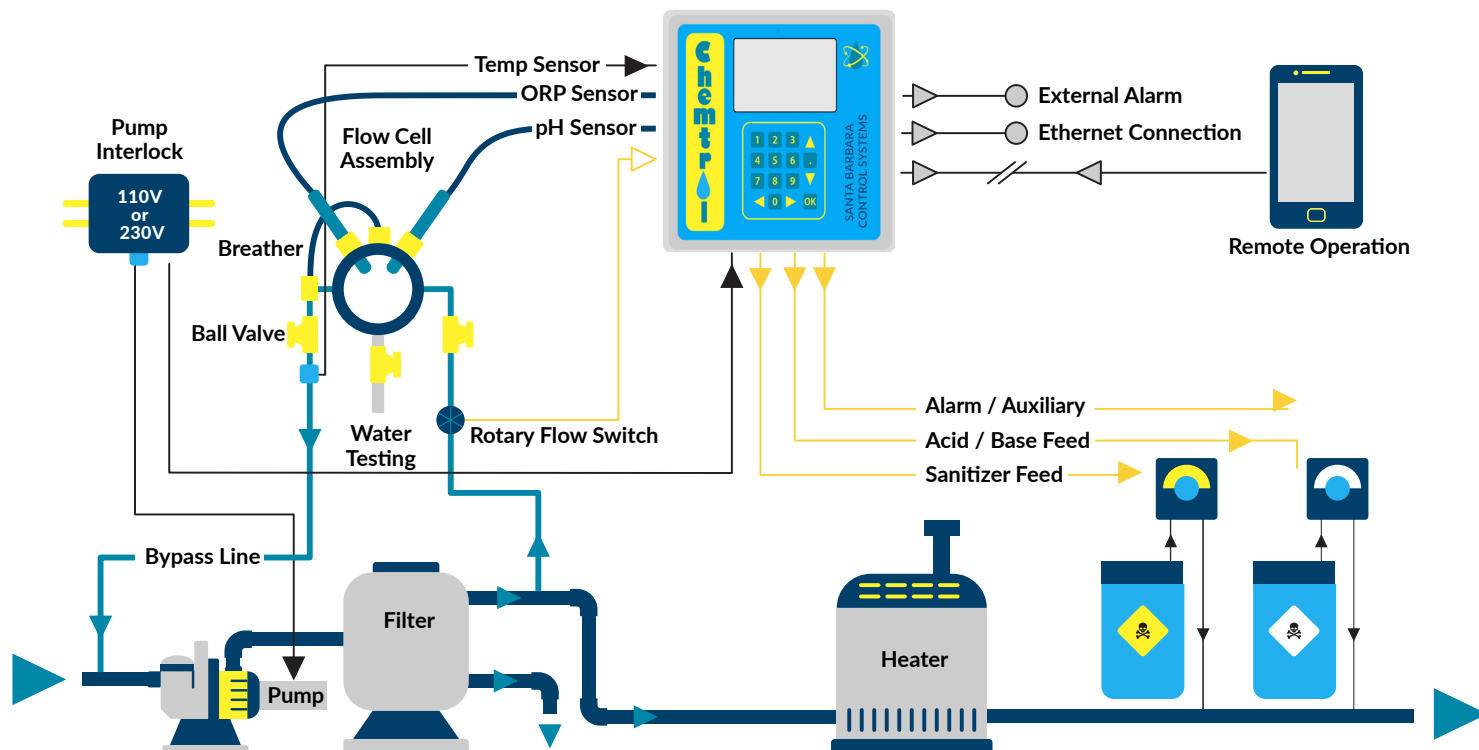 Temp Sensor
ORP Sensor
pH Sensor
Chemtrol
SANTA BARBARA
CONTROL SYSTEMS
1 2 3
4 5 6 .
7 8 9
0 OK
External Alarm
Ethernet Connection
Remote Operation
Pump
Interlock
110V
or
230V
Flow Cell
Assembly
Breather
Ball Valve
Water
Testing
Rotary Flow Switch
Alarm / Auxiliary
Acid / Base Feed
Sanitizer Feed
Bypass Line
Filter
Pump
Heater